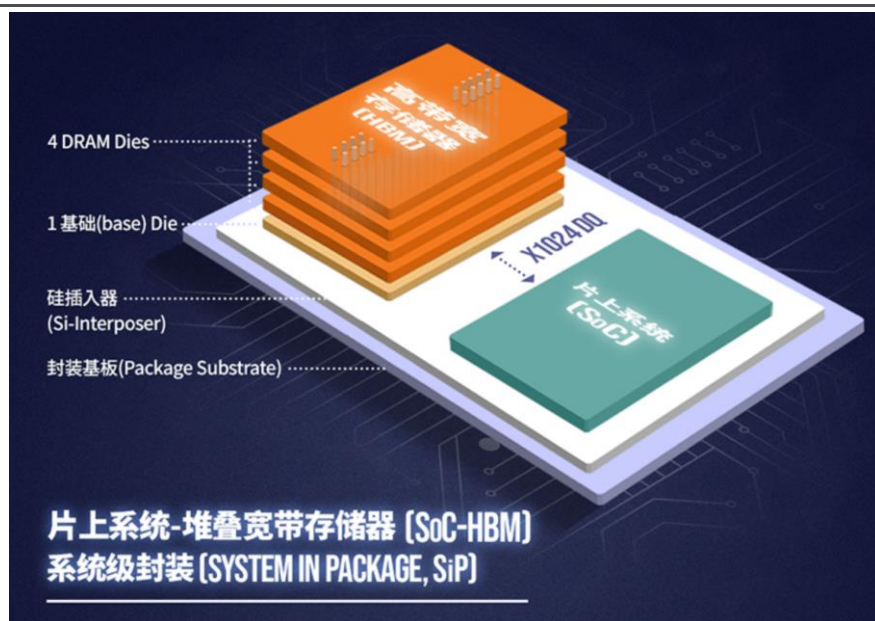 高带宽
存储器
(HBM)
4 DRAM Dies
1 基础(base) Die
X1024 DQ
硅插入器
(Si-Interposer)
片上系统
(SoC)
封装基板(Package Substrate)
片上系统-堆叠宽带存储器 (SoC-HBM)
系统级封装 (SYSTEM IN PACKAGE, SiP)